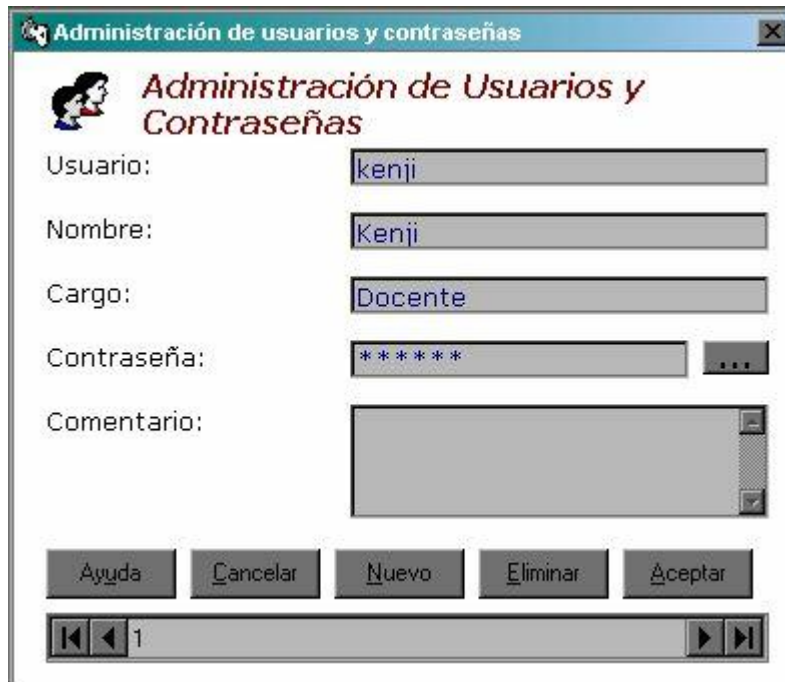 Administración de usuarios y contraseñas
Administración de Usuarios y
Contraseñas
Usuario: kenji
Nombre: Kenji
Cargo: Docente
Contraseña: ****** ...
Comentario:
Ayuda Cancelar Nuevo Eliminar Aceptar
1